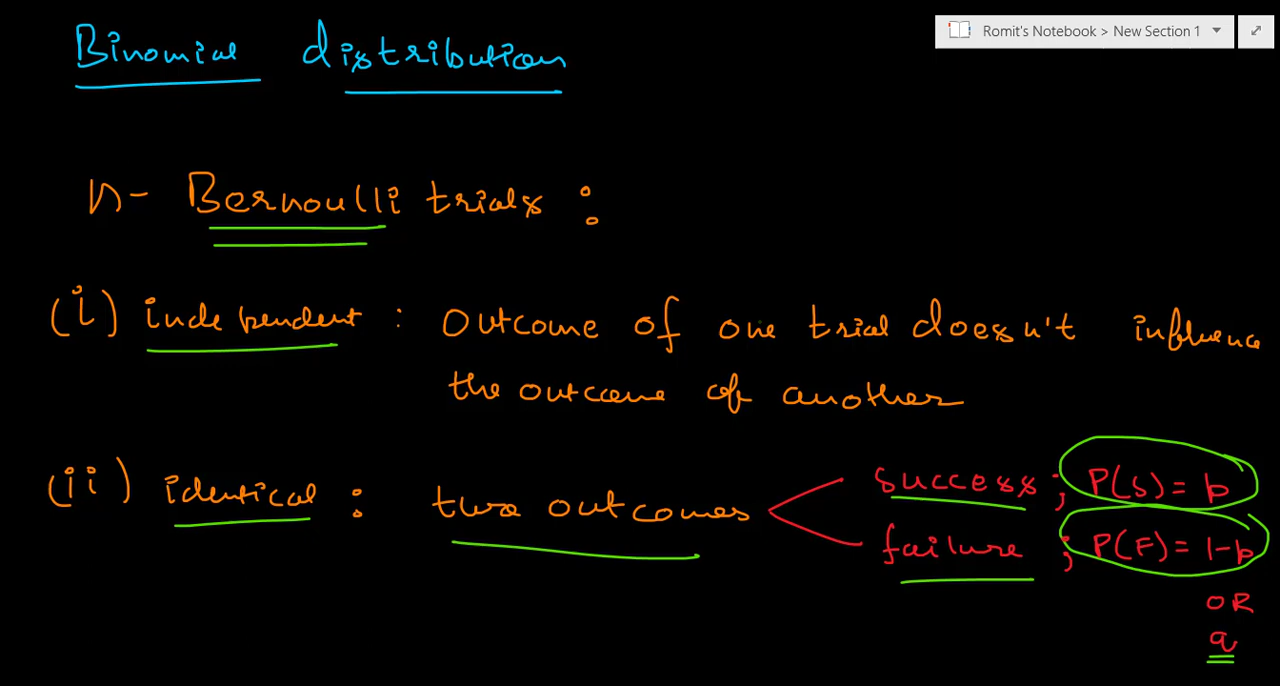 Romit's Notebook > New Section 1
Binomial distribution
n- Bernoulli trials :
(i) independent : outcome of one trial doesn't influence
the outcome of another
(ii) identical : two outcomes
success ; P(S) = p
failure ; P(F) = 1-p
OR
q